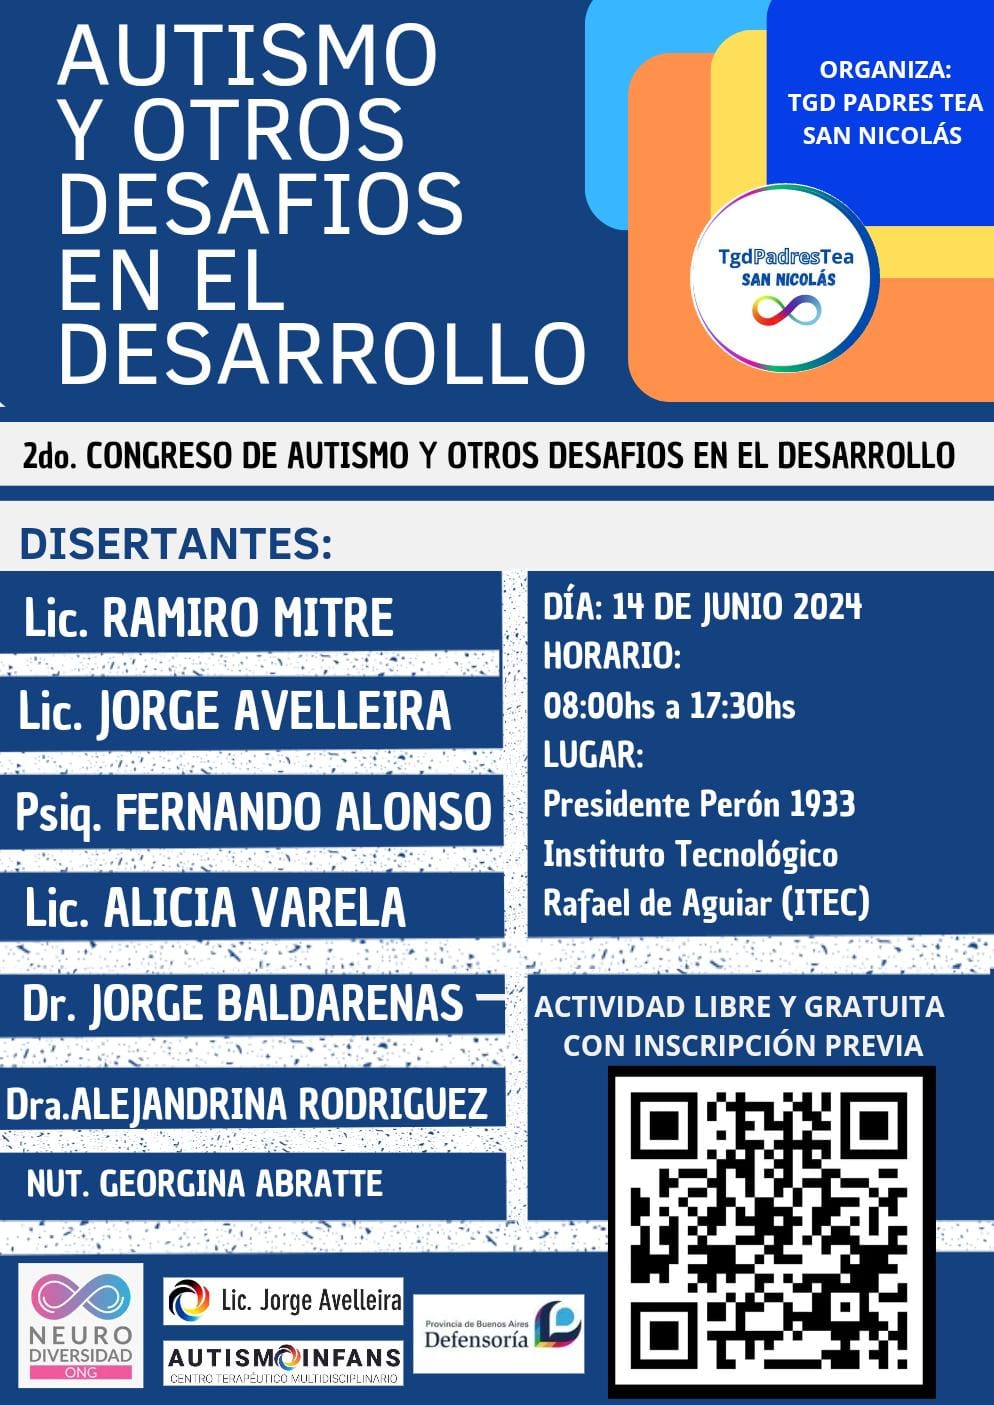 AUTISMO
Y OTROS
DESAFIOS
EN EL
DESARROLLO
ORGANIZA:
TGD PADRES TEA
SAN NICOLÁS
TgdPadresTea
SAN NICOLÁS
2do. CONGRESO DE AUTISMO Y OTROS DESAFIOS EN EL DESARROLLO
DISERTANTES:
Lic. RAMIRO MITRE
Lic. JORGE AVELLEIRA
Psiq. FERNANDO ALONSO
Lic. ALICIA VARELA
Dr. JORGE BALDARENAS –
Dra.ALEJANDRINA RODRIGUEZ
NUT. GEORGINA ABRATTE
DÍA: 14 DE JUNIO 2024
HORARIO:
08:00hs a 17:30hs
LUGAR:
Presidente Perón 1933
Instituto Tecnológico
Rafael de Aguiar (ITEC)
ACTIVIDAD LIBRE Y GRATUITA
CON INSCRIPCIÓN PREVIA
NEURO
DIVERSIDAD
ONG
Lic. Jorge Avelleira
AUTISMOINFANS
CENTRO TERAPÉUTICO MULTIDISCIPLINARIO
Provincia de Buenos Aires
Defensoría